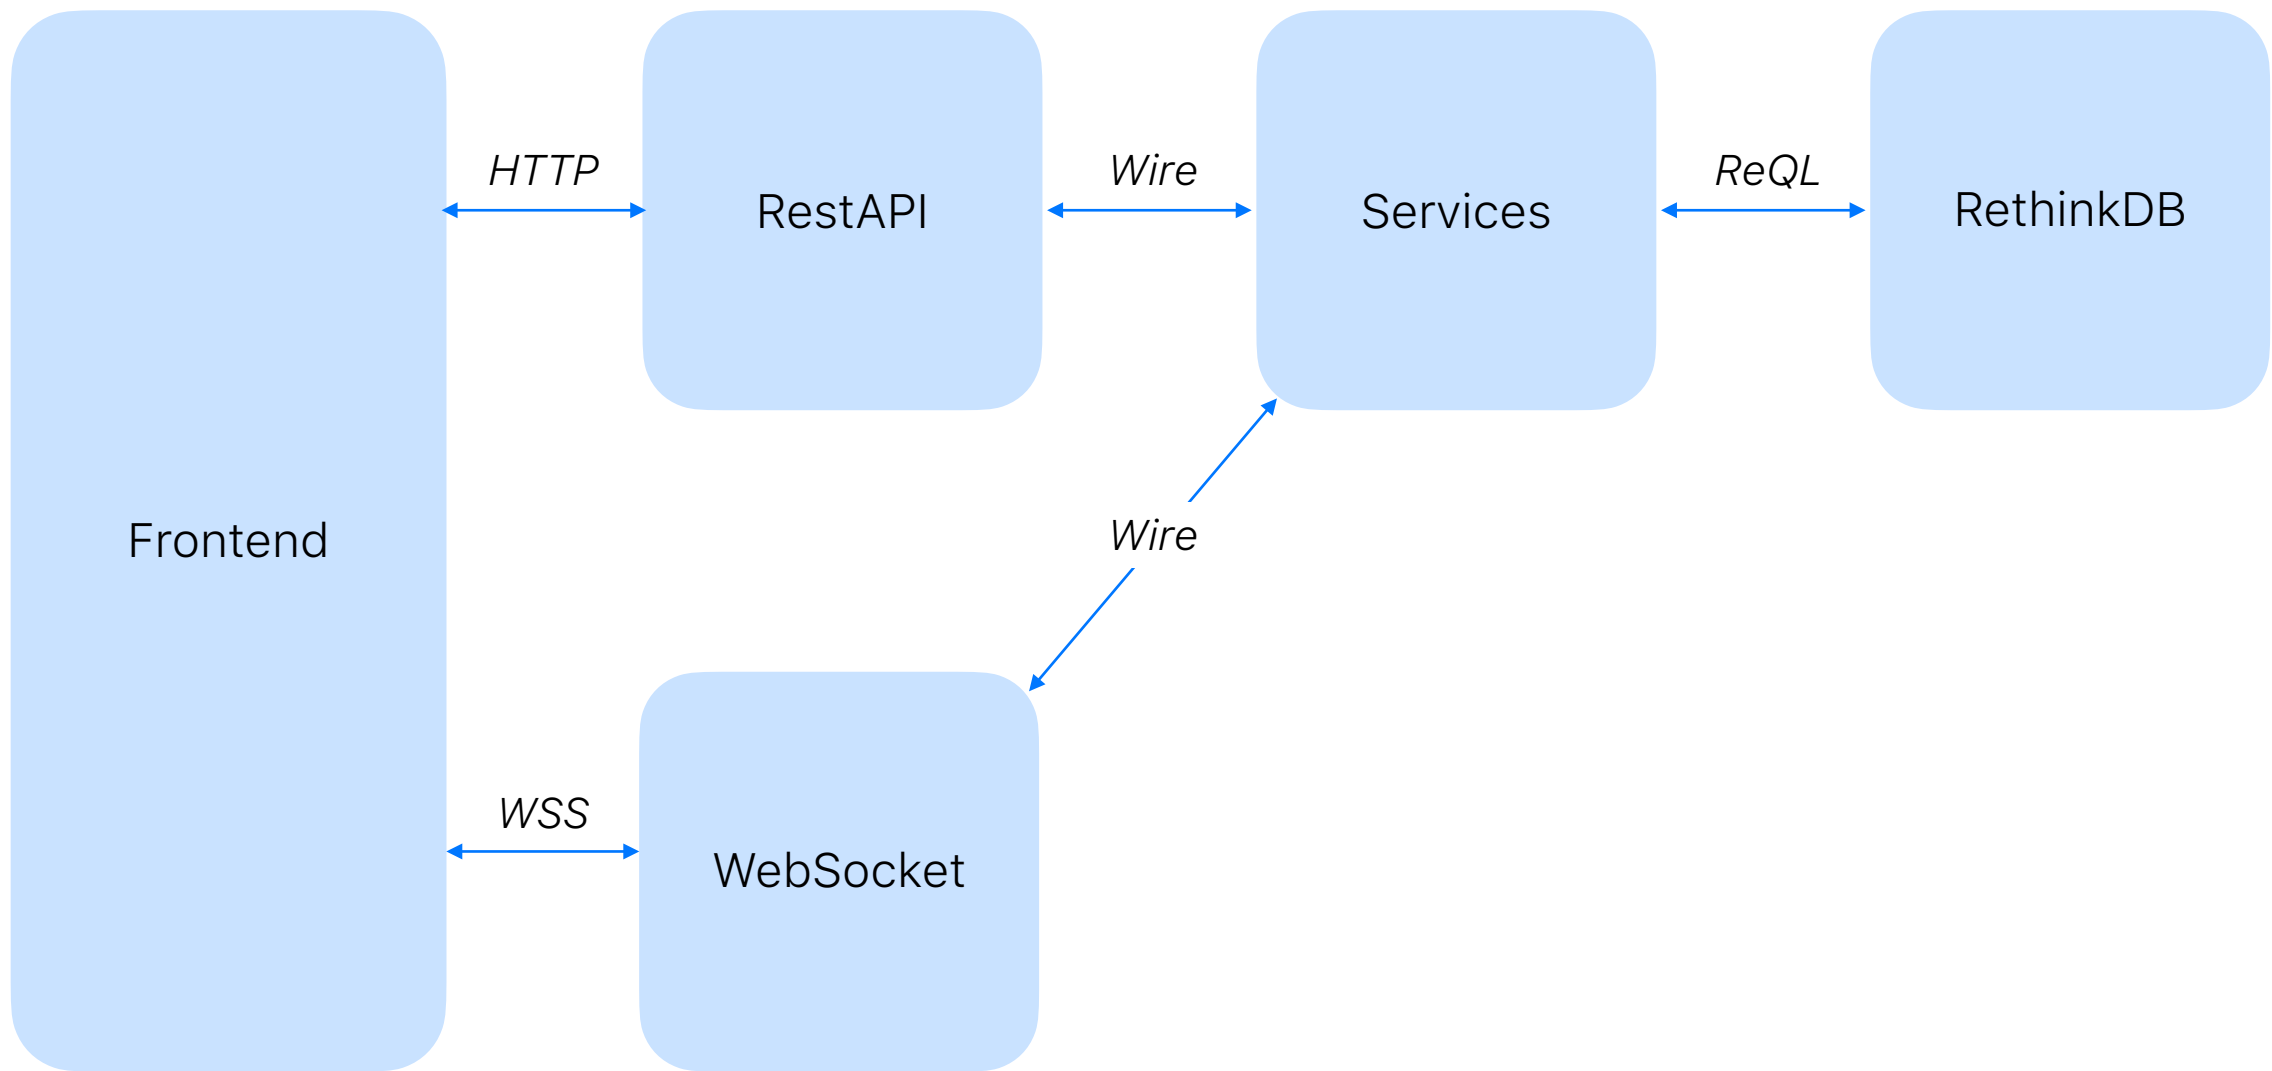 HTTP
Wire
ReQL
RestAPI
Services
RethinkDB
Frontend
Wire
WSS
WebSocket